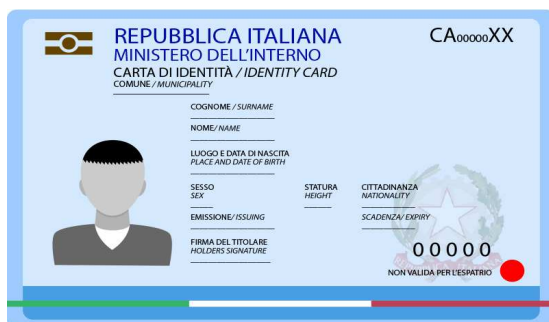 REPUBBLICA ITALIANA
CA00000XX
MINISTERO DELL'INTERNO
CARTA DI IDENTITÀ / IDENTITY CARD
COMUNE / MUNICIPALITY
COGNOME / SURNAME
NOME/ NAME
LUOGO E DATA DI NASCITA
PLACE AND DATE OF BIRTH
SESSO STATURA CITTADINANZA
SEX HEIGHT NATIONALITY
EMISSIONE/ ISSUING SCADENZA/ EXPIRY
FIRMA DEL TITOLARE
HOLDERS SIGNATURE
00000
NON VALIDA PER L'ESPATRIO